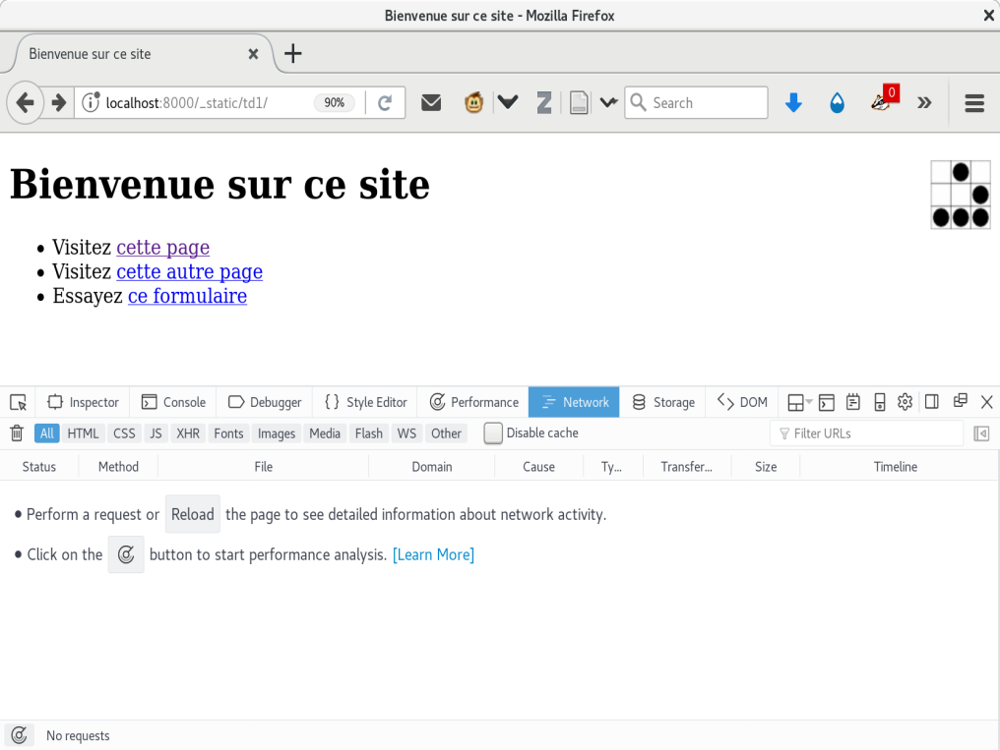 Bienvenue sur ce site - Mozilla Firefox
Bienvenue sur ce site
localhost:8000/_static/td1/ 90% Search 0
Bienvenue sur ce site
• Visitez cette page
• Visitez cette autre page
• Essayez ce formulaire
Inspector Console Debugger Style Editor Performance Network Storage DOM
All HTML CSS JS XHR Fonts Images Media Flash WS Other Disable cache Filter URLs
Status Method File Domain Cause Ty... Transfer... Size Timeline
• Perform a request or Reload the page to see detailed information about network activity.
• Click on the button to start performance analysis. [Learn More]
No requests